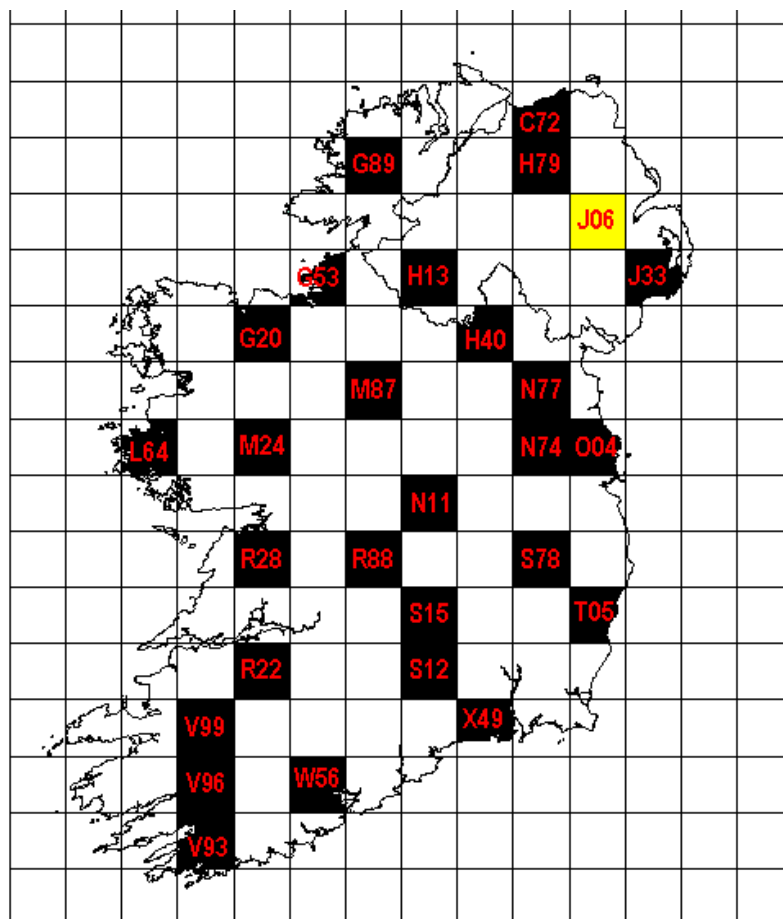 C72
G89 H79
J06
G53 H13 J33
G20 H40
M87 N77
L64 M24 N74 O04
N11
R28 R88 S78
S15 T05
R22 S12
V99 X49
V96 W56
V93